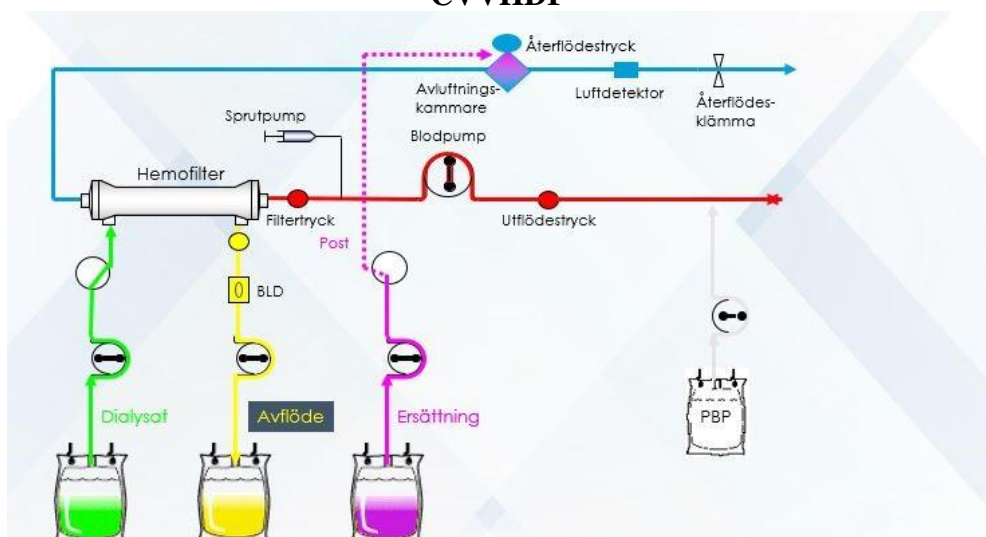 CVVHDF
Återflödestryck
Avluftnings-
kammare
Luftdetektor
Återflödes-
klämma
Sprutpump
Blodpump
Hemofilter
Filtertryck
Utflödestryck
Post
BLD
Dialysat
Avflöde
Ersättning
PBP